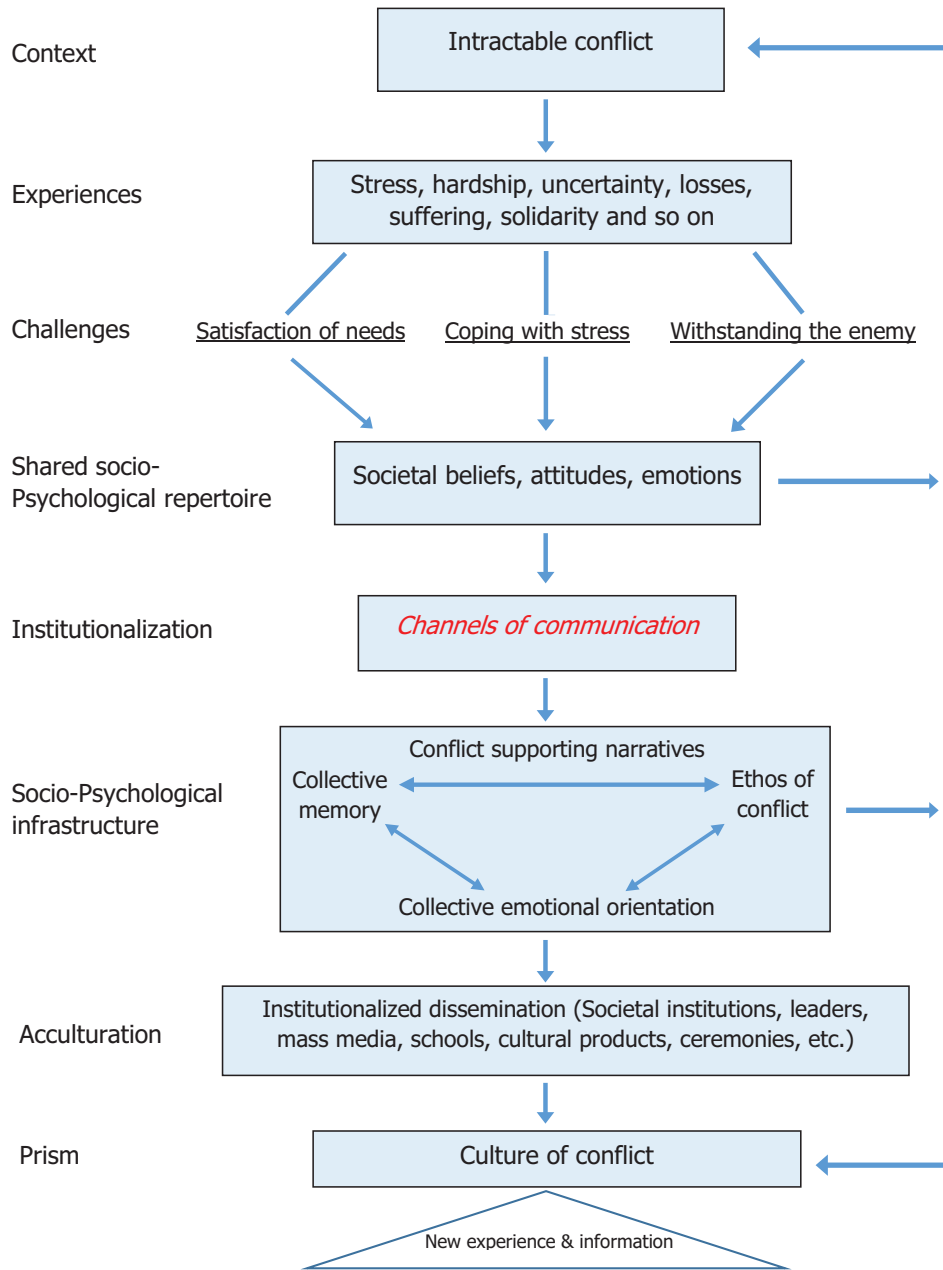 Context
Intractable conflict
Experiences
Stress, hardship, uncertainty, losses,
suffering, solidarity and so on
Challenges
Satisfaction of needs
Coping with stress
Withstanding the enemy
Shared socio-
Psychological repertoire
Societal beliefs, attitudes, emotions
Institutionalization
Channels of communication
Socio-Psychological
infrastructure
Conflict supporting narratives
Collective
memory
Ethos of
conflict
Collective emotional orientation
Acculturation
Institutionalized dissemination (Societal institutions, leaders,
mass media, schools, cultural products, ceremonies, etc.)
Prism
Culture of conflict
New experience & information